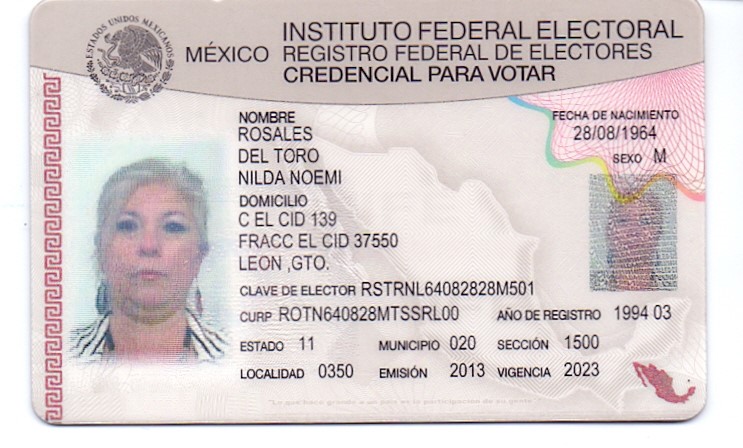 ESTADOS UNIDOS MEXICANOS
MÉXICO
INSTITUTO FEDERAL ELECTORAL
REGISTRO FEDERAL DE ELECTORES
CREDENCIAL PARA VOTAR
NOMBRE
ROSALES
DEL TORO
NILDA NOEMI
FECHA DE NACIMIENTO
28/08/1964
SEXO M
DOMICILIO
C EL CID 139
FRACC EL CID 37550
LEON ,GTO.
CLAVE DE ELECTOR RSTRNL64082828M501
CURP ROTN640828MTSSRL00 AÑO DE REGISTRO 1994 03
ESTADO 11 MUNICIPIO 020 SECCIÓN 1500
LOCALIDAD 0350 EMISIÓN 2013 VIGENCIA 2023